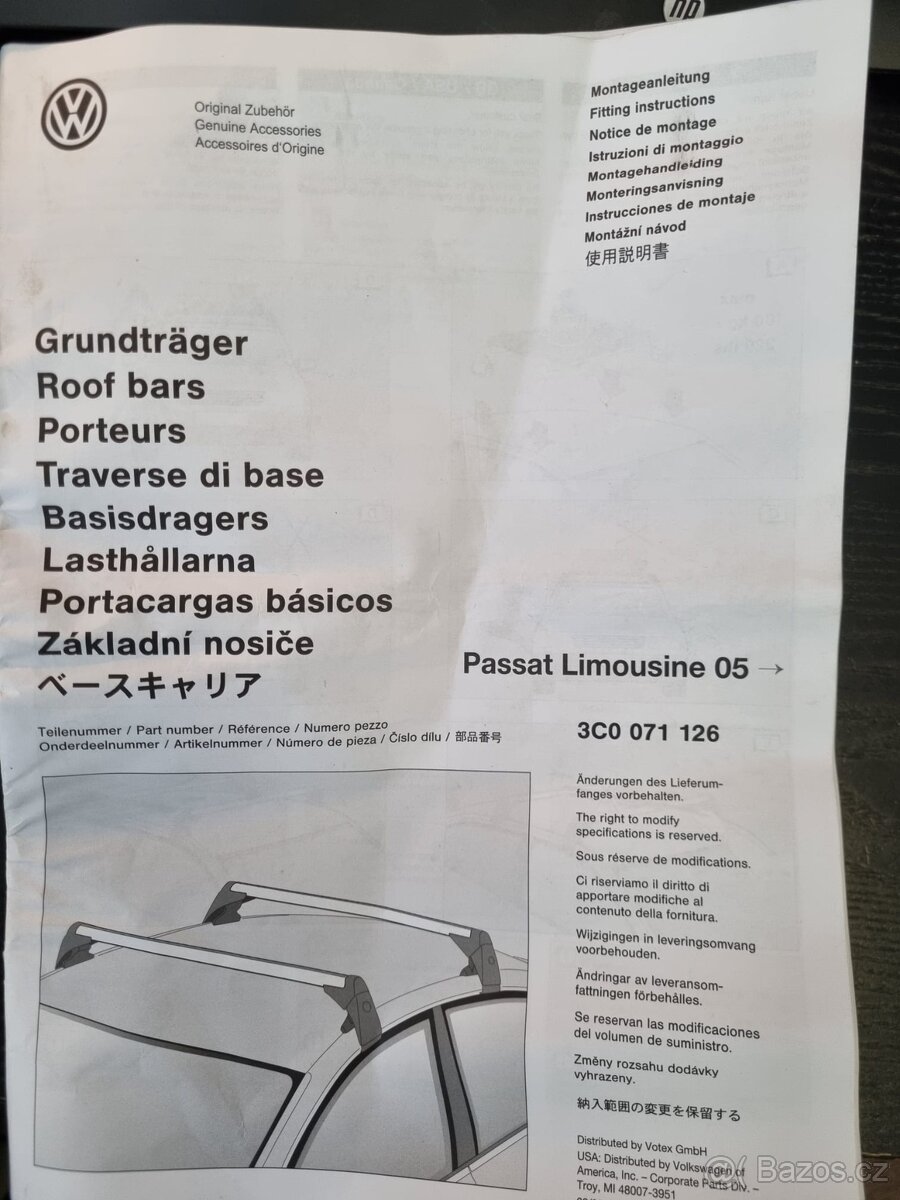 hp
VW
Original Zubehör
Genuine Accessories
Accessoires d'Origine
Montageanleitung
Fitting instructions
Notice de montage
Istruzioni di montaggio
Montagehandleiding
Monteringsanvisning
Instrucciones de montaje
Montážní návod
使用説明書
Grundträger
Roof bars
Porteurs
Traverse di base
Basisdragers
Lasthållarna
Portacargas básicos
Základní nosiče
ベースキャリア
Passat Limousine 05 →
Teilenummer / Part number / Référence / Numero pezzo
Onderdeelnummer / Artikelnummer / Número de pieza / Číslo dílu / 部品番号
3C0 071 126
Änderungen des Lieferum-
fanges vorbehalten.
The right to modify
specifications is reserved.
Sous réserve de modifications.
Ci riserviamo il diritto di
apportare modifiche al
contenuto della fornitura.
Wijzigingen in leveringsomvang
voorbehouden.
Ändringar av leveransom-
fattningen förbehålles.
Se reservan las modificaciones
del volumen de suministro.
Změny rozsahu dodávky
vyhrazeny.
納入範囲の変更を保留する
Distributed by Votex GmbH
USA: Distributed by Volkswagen of
America, Inc. – Corporate Parts Div. –
Troy, MI 48007-3951
Bazos.cz